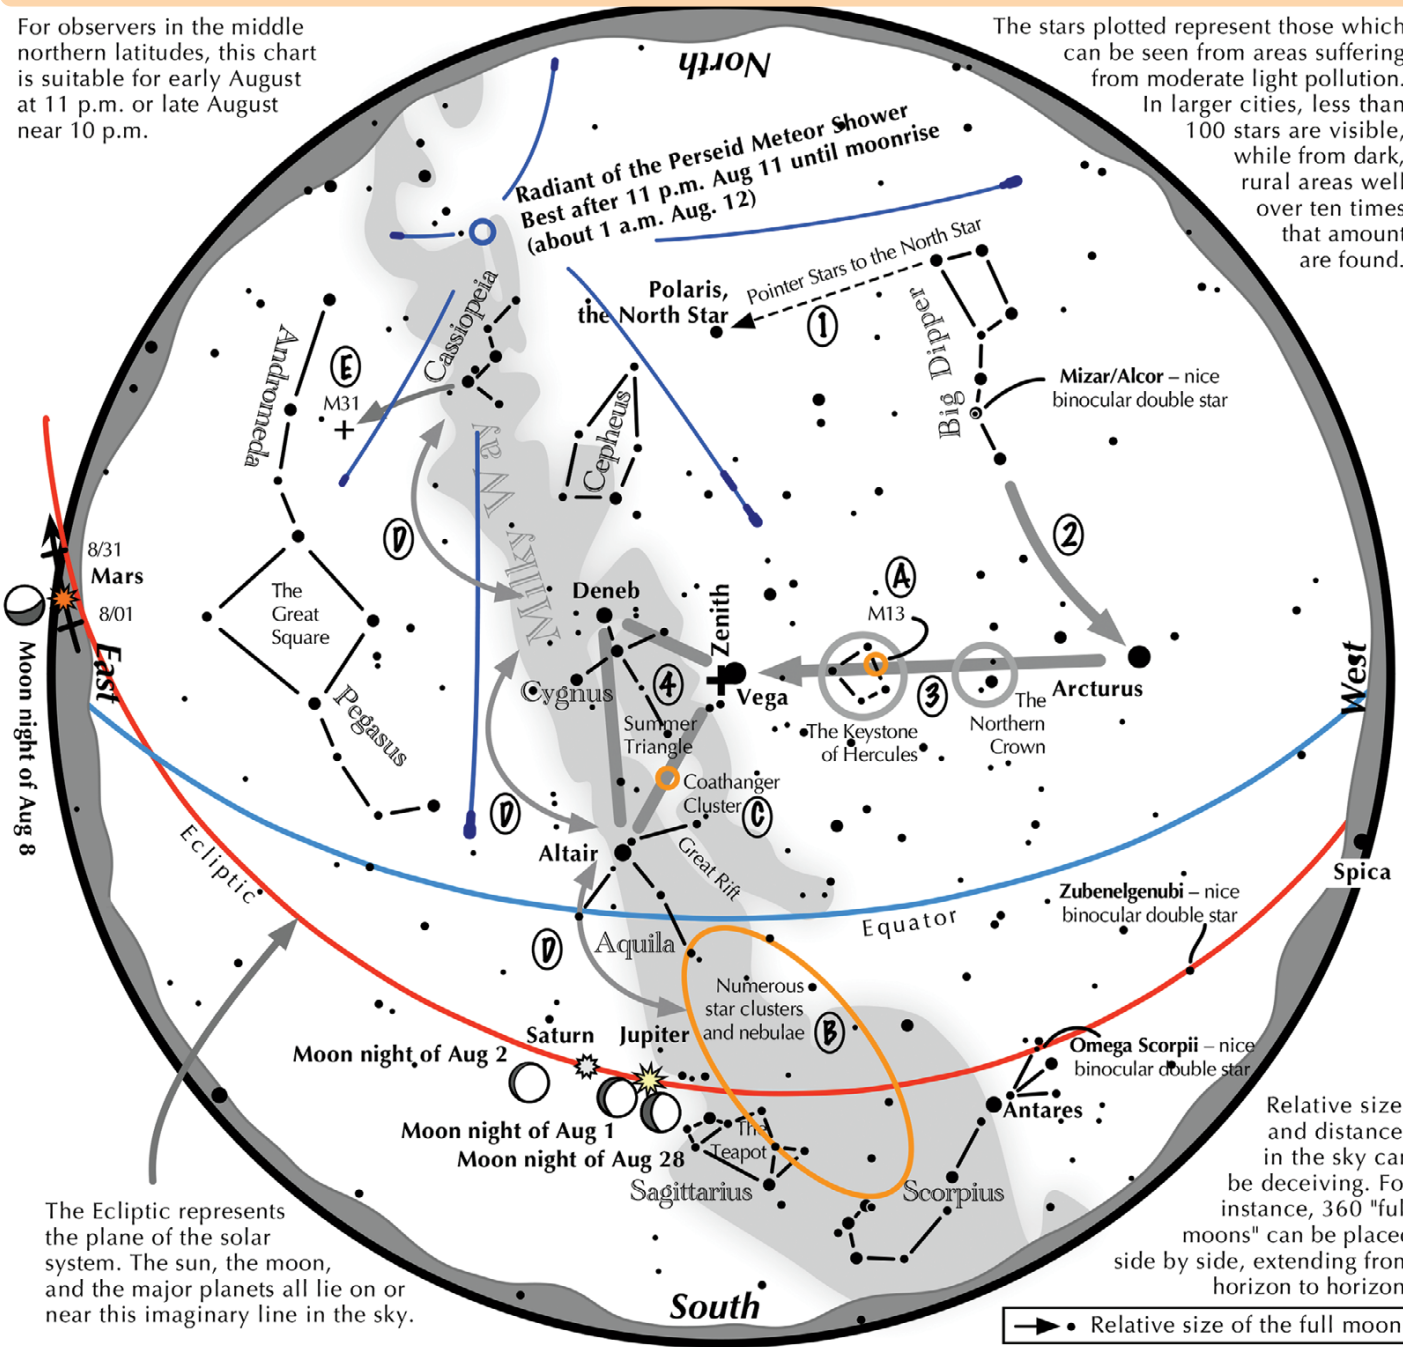 For observers in the middle
northern latitudes, this chart
is suitable for early August
at 11 p.m. or late August
near 10 p.m.
The stars plotted represent those which
can be seen from areas suffering
from moderate light pollution.
In larger cities, less than
100 stars are visible,
while from dark,
rural areas well
over ten times
that amount
are found.
North
Radiant of the Perseid Meteor Shower
Best after 11 p.m. Aug 11 until moonrise
(about 1 a.m. Aug. 12)
Pointer Stars to the North Star
Polaris,
the North Star
1
Cassiopeia
Andromeda
E
M31
Big Dipper
Mizar/Alcor – nice
binocular double star
Cepheus
Milky Way
D
2
8/31
Mars
8/01
East
Moon night of Aug 8
The
Great
Square
Pegasus
Deneb
Zenith
A
M13
Cygnus
4
Vega
Summer
Triangle
3
The Keystone
of Hercules
The
Northern
Crown
Arcturus
West
Coathanger
Cluster
C
D
Altair
Great Rift
Ecliptic
Equator
Spica
Zubenelgenubi – nice
binocular double star
Aquila
D
Numerous
star clusters
and nebulae
B
Saturn
Jupiter
Moon night of Aug 2
Moon night of Aug 1
Moon night of Aug 28
Omega Scorpii – nice
binocular double star
Antares
The
Teapot
Sagittarius
Scorpius
South
The Ecliptic represents
the plane of the solar
system. The sun, the moon,
and the major planets all lie on or
near this imaginary line in the sky.
Relative size
and distance
in the sky can
be deceiving. Fo
instance, 360 "ful
moons" can be placed
side by side, extending from
horizon to horizon
Relative size of the full moon